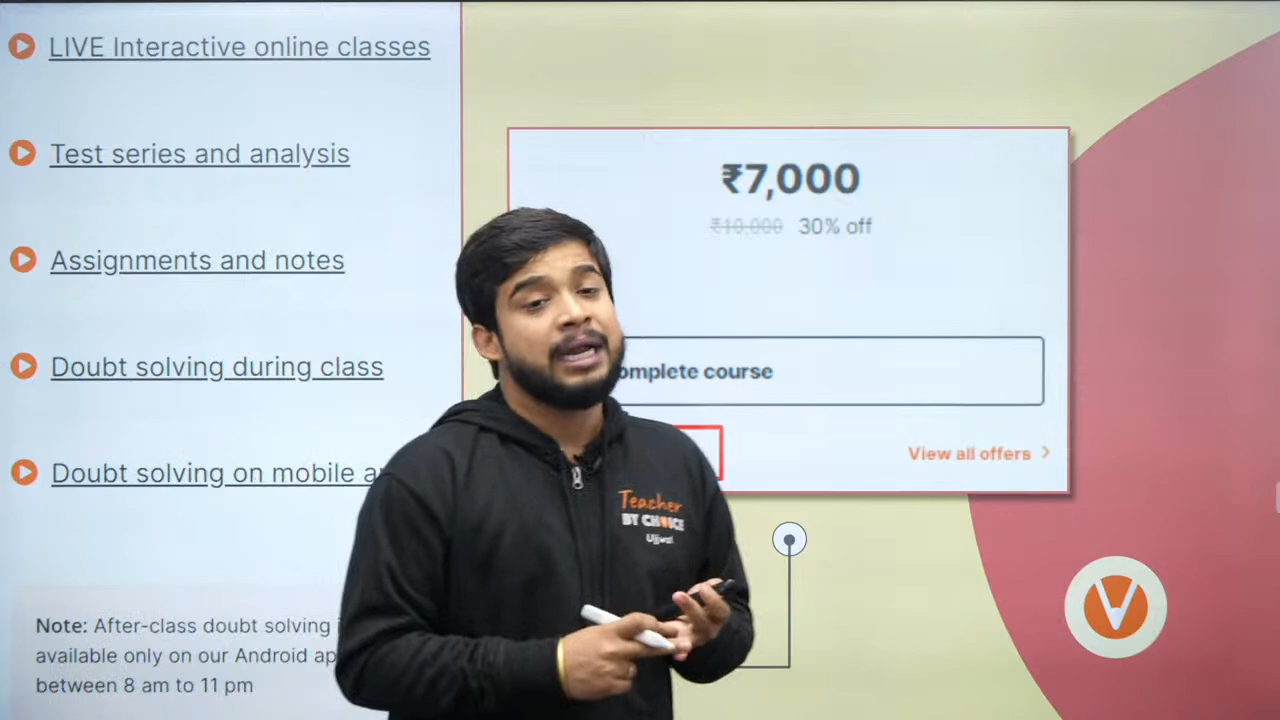 LIVE Interactive online classes
Test series and analysis
Assignments and notes
Doubt solving during class
Doubt solving on mobile
Note: After-class doubt solving
available only on our Android
between 8 am to 11 pm
₹7,000
₹10,000 30% off
omplete course
View all offers >
Teacher
BY CHOICE
Ujjwal
V